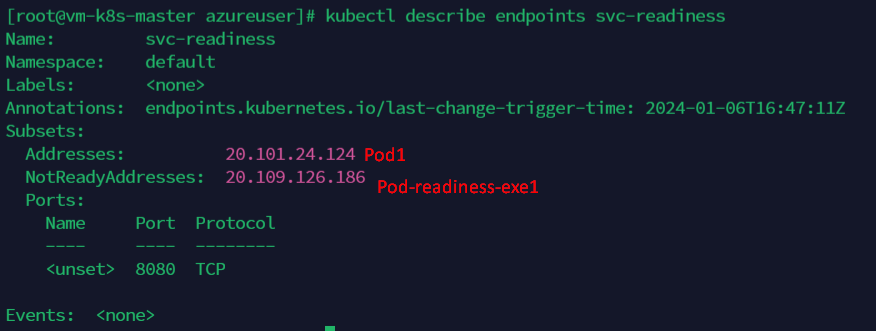 [root@vm-k8s-master azureuser]# kubectl describe endpoints svc-readiness
Name:         svc-readiness
Namespace:    default
Labels:       <none>
Annotations:  endpoints.kubernetes.io/last-change-trigger-time: 2024-01-06T16:47:11Z
Subsets:
  Addresses:          20.101.24.124 Pod1
  NotReadyAddresses:  20.109.126.186 Pod-readiness-exe1
  Ports:
    Name     Port  Protocol
    ----     ----  --------
    <unset>  8080  TCP
Events:  <none>